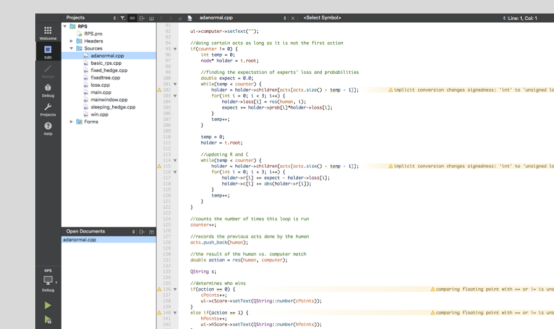 Projects
adanormal.cpp
<Select Symbol>
Line: 1, Col: 1
RPS
RPS.pro
Headers
Sources
adanormal.cpp
basic_rps.cpp
fixed_hedge.cpp
fixedtree.cpp
lose.cpp
main.cpp
mainwindow.cpp
sleeping_hedge.cpp
win.cpp
Forms
Welcome
Edit
Design
Debug
Projects
Help
Open Documents
adanormal.cpp
RPS
Debug
ui->computer->setText("");
//doing certain acts as long as it is not the first action
if(counter != 0) {
int temp = 0;
node* holder = t.root;
//finding the expectation of experts' loss and probabilities
double expect = 0.0;
while(temp < counter) {
holder = holder->children[acts[acts.size() - temp - 1]];
implicit conversion changes signedness: 'int' to 'unsigned lo
for(int i = 0; i < 3; i++) {
holder->loss[i] = res(human, i);
expect += holder->prob[i]*holder->loss[i];
}
temp++;
}
temp = 0;
holder = t.root;
//updating R and C
while(temp < counter) {
holder = holder->children[acts[acts.size() - temp - 1]];
implicit conversion changes signedness: 'int' to 'unsigned lo
for(int i = 0; i < 3; i++) {
holder->r[i] += expect - holder->loss[i];
holder->c[i] += abs(holder->r[i]);
}
temp++;
}
}
//counts the number of times this loop is run
counter++;
//records the previous acts done by the human
acts.push_back(human);
//the result of the human vs. computer match
double action = res(human, computer);
QString s;
//determines who wins
if(action == 0) {
comparing floating point with == or != is uns
cPoints++;
ui->cScore->setText(QString::number(cPoints));
}
else if(action == 1) {
comparing floating point with == or != is uns
hPoints++;
ui->hScore->setText(QString::number(hPoints));